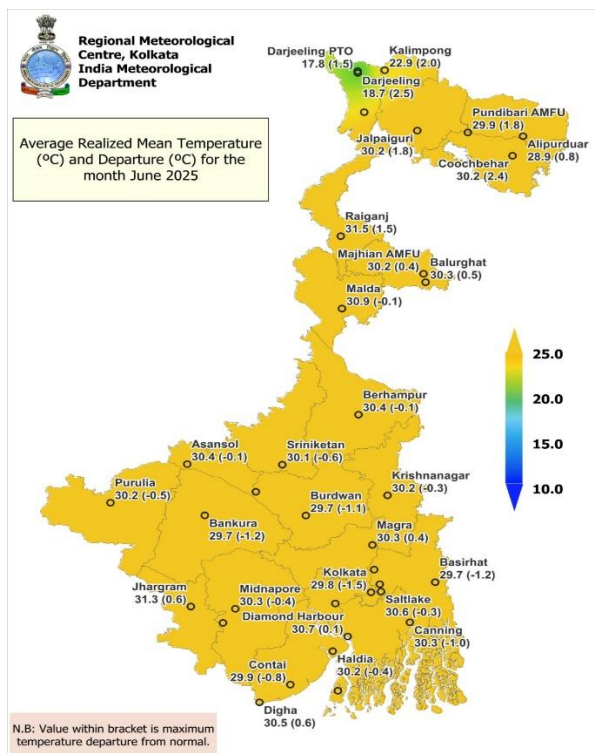 Regional Meteorological
Centre, Kolkata
India Meteorological
Department
Average Realized Mean Temperature
(ºC) and Departure (ºC) for the
month June 2025
Darjeeling PTO
17.8 (1.5)
Kalimpong
22.9 (2.0)
Darjeeling
18.7 (2.5)
Pundibari AMFU
29.9 (1.8)
Jalpaiguri
30.2 (1.8)
Alipurduar
28.9 (0.8)
Coochbehar
30.2 (2.4)
Raiganj
31.5 (1.5)
Majhian AMFU
30.2 (0.4)
Balurghat
30.3 (0.5)
Malda
30.9 (-0.1)
25.0
20.0
15.0
10.0
Berhampur
30.4 (-0.1)
Asansol
30.4 (-0.1)
Sriniketan
30.1 (-0.6)
Purulia
30.2 (-0.5)
Krishnanagar
30.2 (-0.3)
Burdwan
29.7 (-1.1)
Bankura
29.7 (-1.2)
Magra
30.3 (0.4)
Basirhat
29.7 (-1.2)
Kolkata
29.8 (-1.5)
Jhargram
31.3 (0.6)
Midnapore
30.3 (-0.4)
Saltlake
30.6 (-0.3)
Diamond Harbour
30.7 (0.1)
Canning
30.3 (-1.0)
Contai
29.9 (-0.8)
Haldia
30.2 (-0.4)
Digha
30.5 (0.6)
N.B: Value within bracket is maximum
temperature departure from normal.